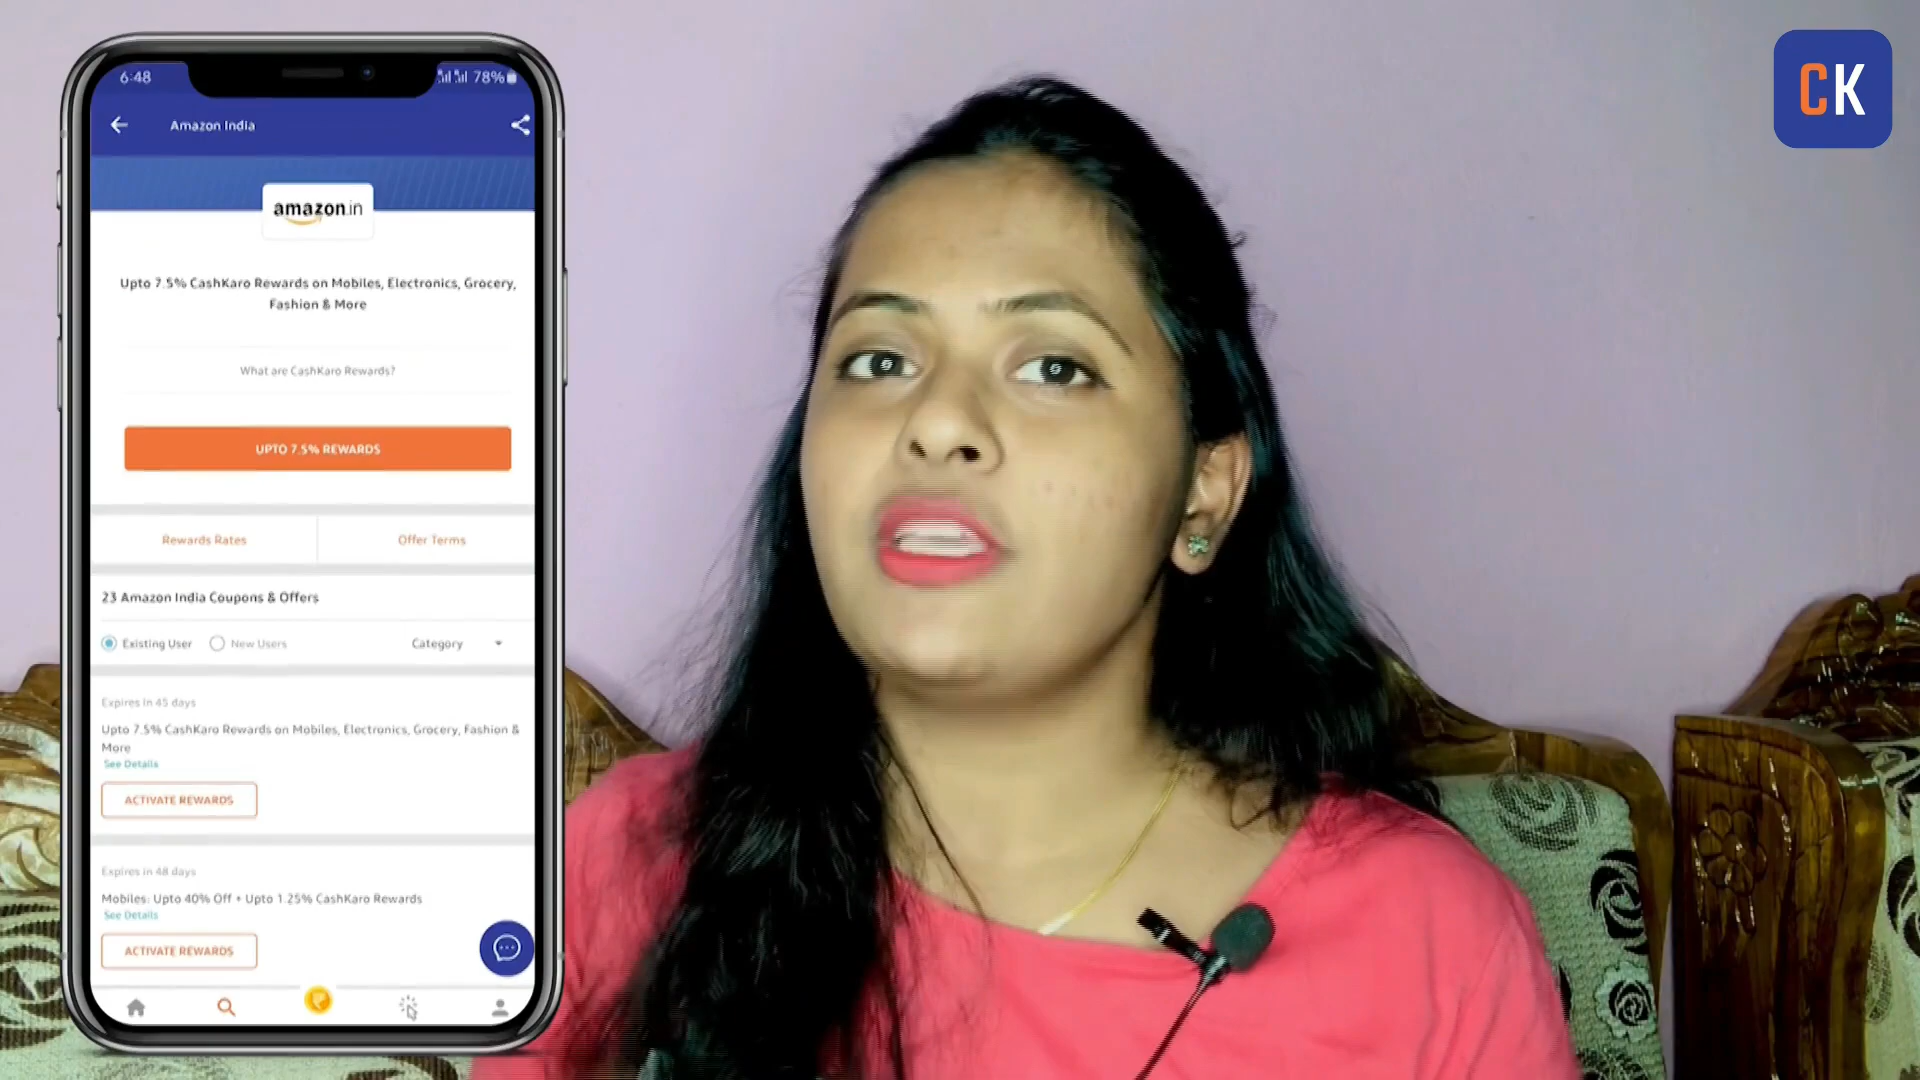 6:48
78%
CK
Amazon India
amazon.in
Upto 7.5% CashKaro Rewards on Mobiles, Electronics, Grocery,
Fashion & More
What are CashKaro Rewards?
UPTO 7.5% REWARDS
Rewards Rates
Offer Terms
23 Amazon India Coupons & Offers
Existing User
New Users
Category
Expires in 45 days
Upto 7.5% CashKaro Rewards on Mobiles, Electronics, Grocery, Fashion &
More
See Details
ACTIVATE REWARDS
Expires in 48 days
Mobiles: Upto 40% Off + Upto 1.25% CashKaro Rewards
See Details
ACTIVATE REWARDS